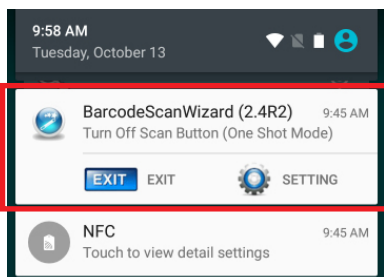 9:58 AM
Tuesday, October 13
BarcodeScanWizard (2.4R2) 9:45 AM
Turn Off Scan Button (One Shot Mode)
EXIT EXIT SETTING
NFC 9:45 AM
Touch to view detail settings